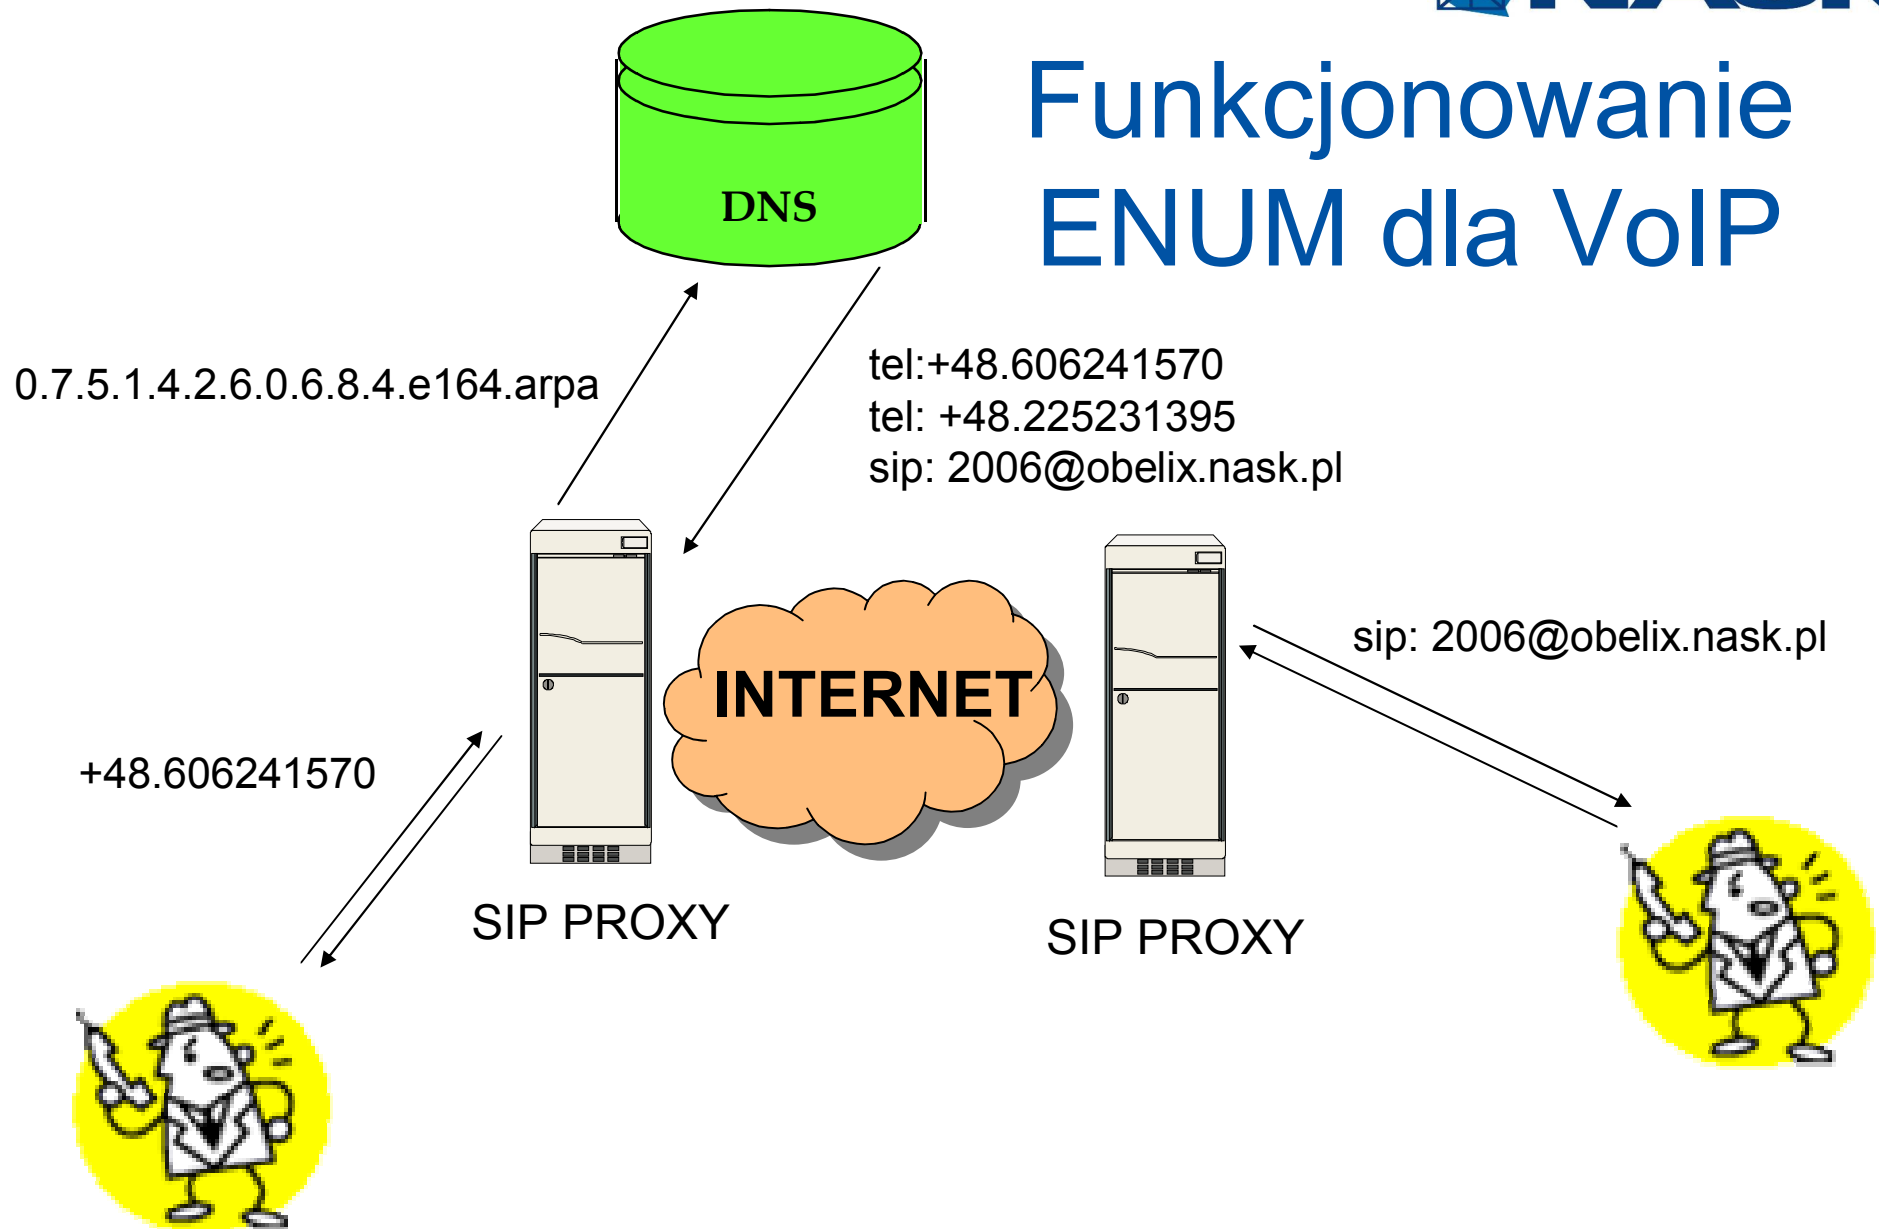 NASK
Funkcjonowanie
ENUM dla VoIP
DNS
0.7.5.1.4.2.6.0.6.8.4.e164.arpa
tel:+48.606241570
tel: +48.225231395
sip: 2006@obelix.nask.pl
sip: 2006@obelix.nask.pl
INTERNET
+48.606241570
SIP PROXY
SIP PROXY